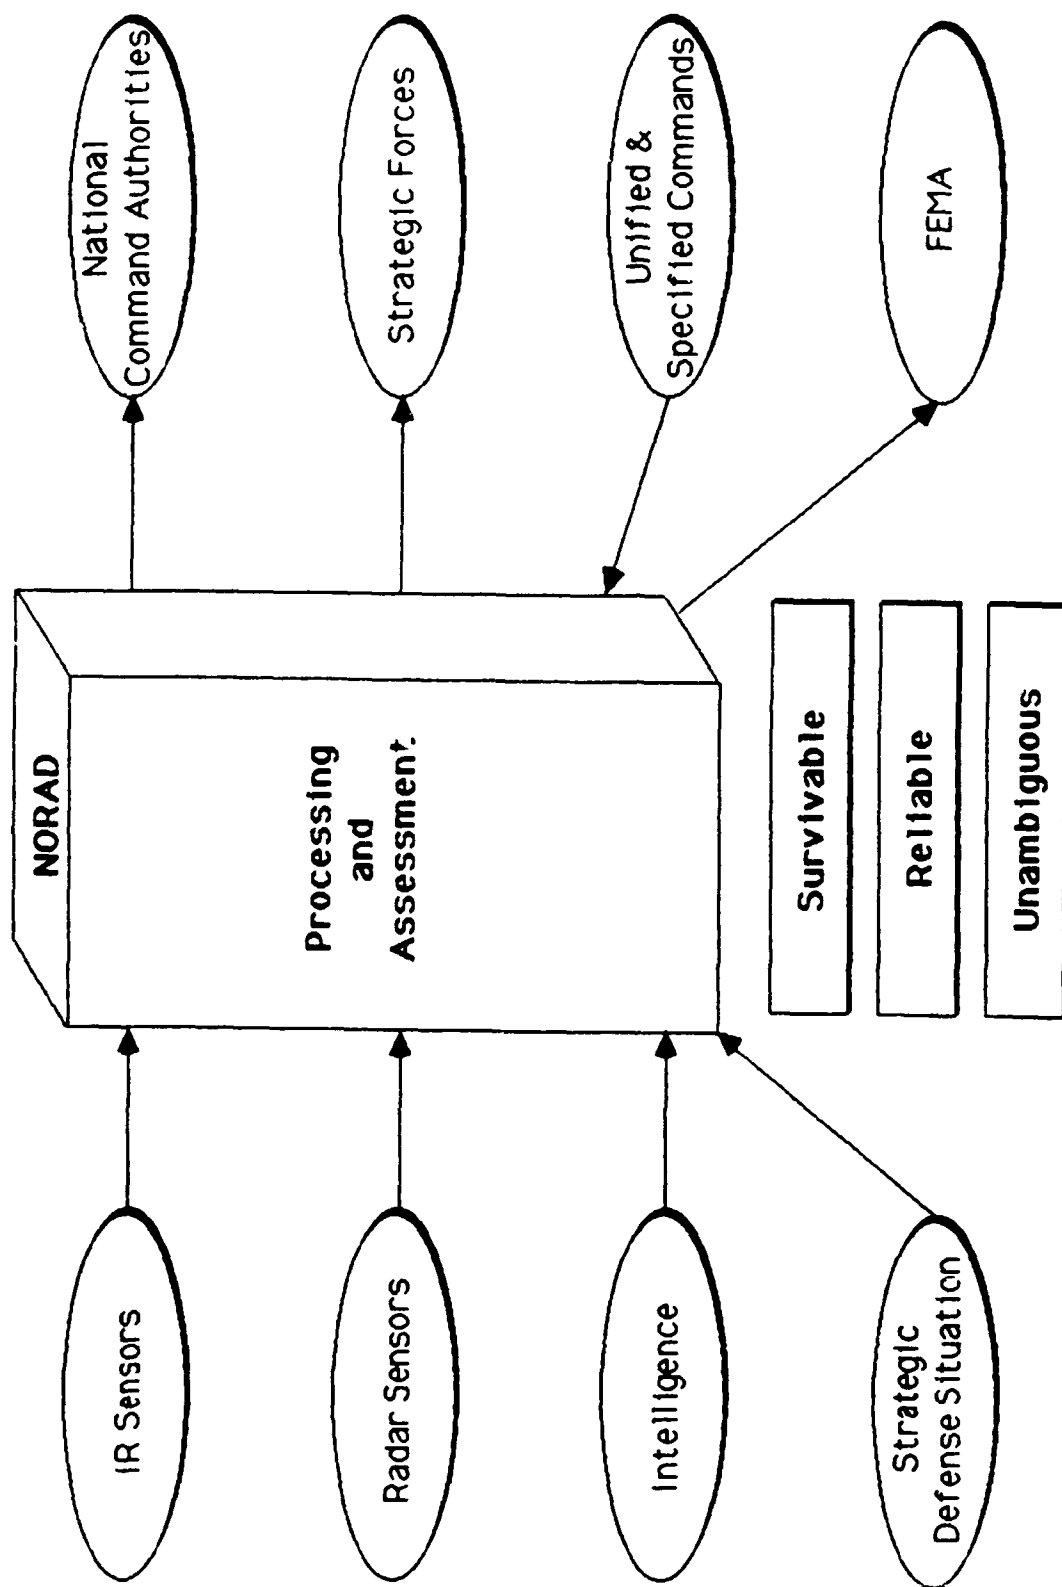 NORAD
IR Sensors
Radar Sensors
Intelligence
Strategic
Defense Situation
Processing
and
Assessment
National
Command Authorities
Strategic Forces
Unified &
Specified Commands
FEMA
Survivable
Reliable
Unambiguous